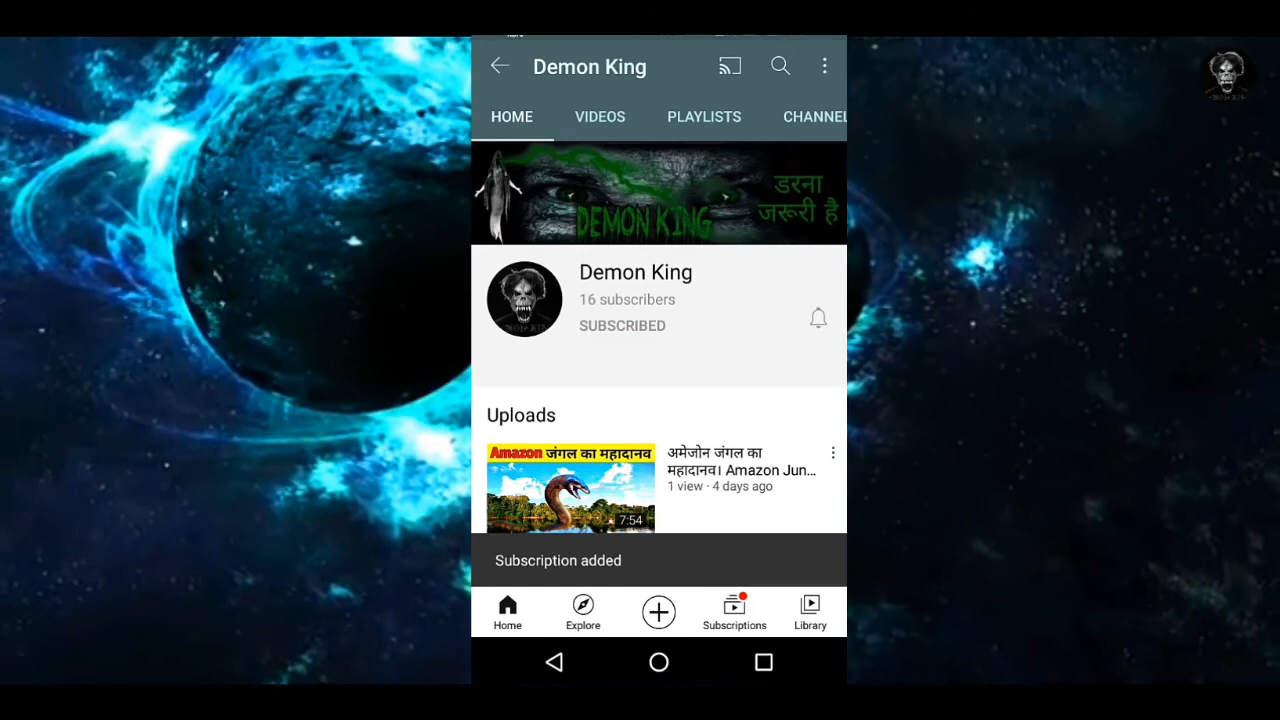 Demon King
HOME VIDEOS PLAYLISTS CHANNEL
डरना
जरूरी है
DEMON KING
Demon King
16 subscribers
SUBSCRIBED
Uploads
Amazon जंगल का महादानव
7:54
अमेजोन जंगल का
महादानव। Amazon Jun...
1 view · 4 days ago
Subscription added
Home Explore Subscriptions Library